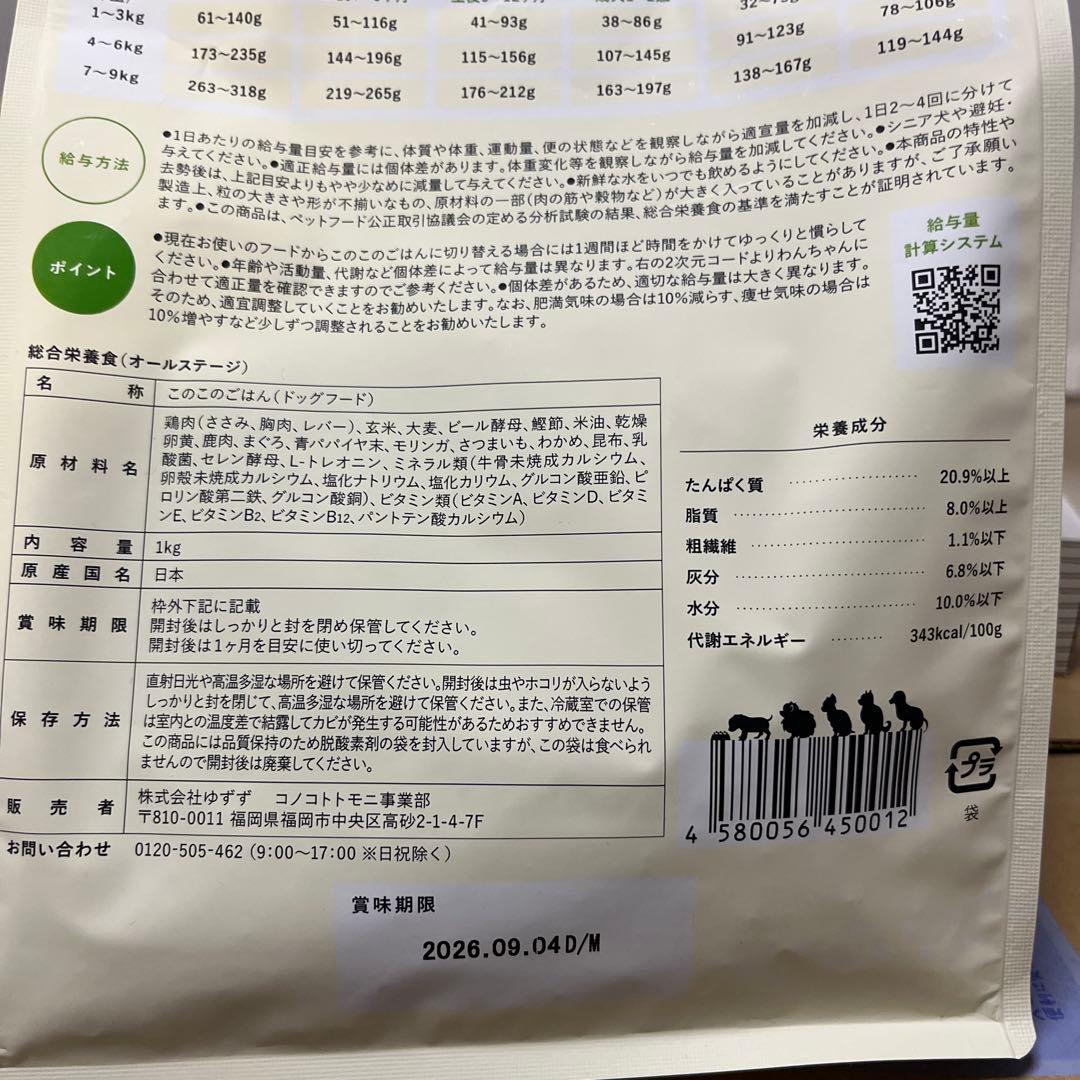 1～3kg 61～140g 51～116g 41～93g 38～86g 78～106g
4～6kg 173～235g 144～196g 115～156g 107～145g 91～123g 119～144g
7～9kg 263～318g 219～265g 176～212g 163～197g 138～167g
給与方法
●1日あたりの給与量目安を参考に、体質や体重、運動量、便の状態などを観察しながら適宣量を加減し、1日2～4回に分けて
与えてください。●適正給与量には個体差があります。体重変化等を観察しながら給与量を加減してください。●シニア犬や避妊・
去勢後は、上記目安よりもやや少なめに減量して与えてください。●新鮮な水をいつでも飲めるようにしてください。●本商品の特性や
製造上、粒の大きさや形が不揃いなもの、原材料の一部(肉の筋や穀物など)が大きく入っていることがありますが、ご了承願い
ます。●この商品は、ペットフード公正取引協議会の定める分析試験の結果、総合栄養食の基準を満たすことが証明されています。
ポイント
●現在お使いのフードからこのこのごはんに切り替える場合には1週間ほど時間をかけてゆっくりと慣らして
ください。●年齢や活動量、代謝など個体差によって給与量は異なります。右の2次元コードよりわんちゃんに
合わせて適正量を確認できますのでご参考ください。●個体差があるため、適切な給与量は大きく異なります。
そのため、適宜調整していくことをお勧めいたします。なお、肥満気味の場合は10%減らす、痩せ気味の場合は
10%増やすなど少しずつ調整されることをお勧めいたします。
給与量
計算システム
総合栄養食(オールステージ)
名称 このこのごはん(ドッグフード)
原材料名 鶏肉(ささみ、胸肉、レバー)、玄米、大麦、ビール酵母、鰹節、米油、乾燥
卵黄、鹿肉、まぐろ、青パパイヤ末、モリンガ、さつまいも、わかめ、昆布、乳
酸菌、セレン酵母、L-トレオニン、ミネラル類(牛骨未焼成カルシウム、
卵殻未焼成カルシウム、塩化ナトリウム、塩化カリウム、グルコン酸亜鉛、ピ
ロリン酸第二鉄、グルコン酸銅)、ビタミン類(ビタミンA、ビタミンD、ビタミ
ンE、ビタミンB2、ビタミンB12、パントテン酸カルシウム)
内容量 1kg
原産国名 日本
賞味期限 枠外下記に記載
開封後はしっかりと封を閉め保管してください。
開封後は1ヶ月を目安に使い切ってください。
保存方法 直射日光や高温多湿な場所を避けて保管ください。開封後は虫やホコリが入らないよう
しっかりと封を閉じて、高温多湿な場所を避けて保管ください。また、冷蔵室での保管
は室内との温度差で結露してカビが発生する可能性があるためおすすめできません。
この商品には品質保持のため脱酸素剤の袋を封入していますが、この袋は食べられ
ませんので開封後は廃棄してください。
販売者 株式会社ゆずず コノコトトモニ事業部
〒810-0011 福岡県福岡市中央区高砂2-1-4-7F
お問い合わせ 0120-505-462 (9:00～17:00 ※日祝除く)
栄養成分
たんぱく質 20.9%以上
脂質 8.0%以上
粗繊維 1.1%以下
灰分 6.8%以下
水分 10.0%以下
代謝エネルギー 343kcal/100g
4 580056 450012
プラ
袋
賞味期限
2026.09.04D/M